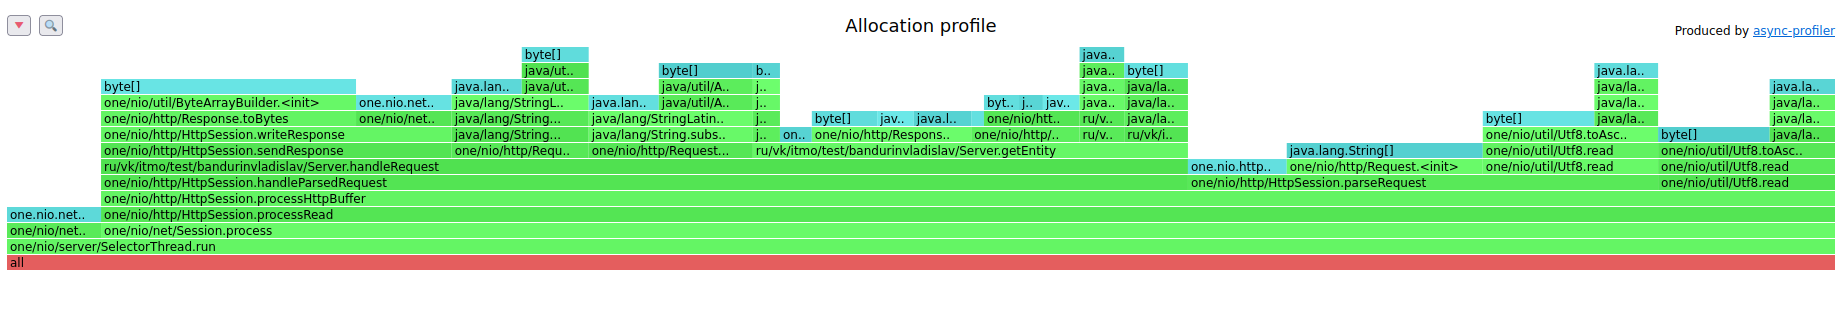 Allocation profile
Produced by async-profiler
byte[] java..
java/ut.. byte[] b.. java.. byte[] java.la..
byte[] java.lan.. java/ut.. java/util/A.. j.. java.. java/la.. java/la.. java.la..
one/nio/util/ByteArrayBuilder.<init> one.nio.net.. java/lang/StringL.. java.lan.. java/util/A.. j.. byt.. j.. jav.. java.. java/la.. java/la.. java/la..
one/nio/http/Response.toBytes one/nio/net.. java/lang/String... java/lang/StringLatin.. j.. byte[] jav.. java.l.. one/nio/htt.. ru/v.. java/la.. byte[] java/la.. java/la..
one/nio/http/HttpSession.writeResponse java/lang/String... java/lang/String.subs.. j.. on.. one/nio/http/Respons.. one/nio/http/.. ru/v.. ru/vk/i.. one/nio/util/Utf8.toAsc.. byte[] java/la..
one/nio/http/HttpSession.sendResponse one/nio/http/Requ.. one/nio/http/Request... ru/vk/itmo/test/bandurinvladislav/Server.getEntity java.lang.String[] one/nio/util/Utf8.read one/nio/util/Utf8.toAsc..
ru/vk/itmo/test/bandurinvladislav/Server.handleRequest one.nio.http.. one/nio/http/Request.<init> one/nio/util/Utf8.read one/nio/util/Utf8.read
one/nio/http/HttpSession.handleParsedRequest one/nio/http/HttpSession.parseRequest one/nio/util/Utf8.read
one/nio/http/HttpSession.processHttpBuffer
one.nio.net.. one/nio/http/HttpSession.processRead
one/nio/net.. one/nio/net/Session.process
one/nio/server/SelectorThread.run
all